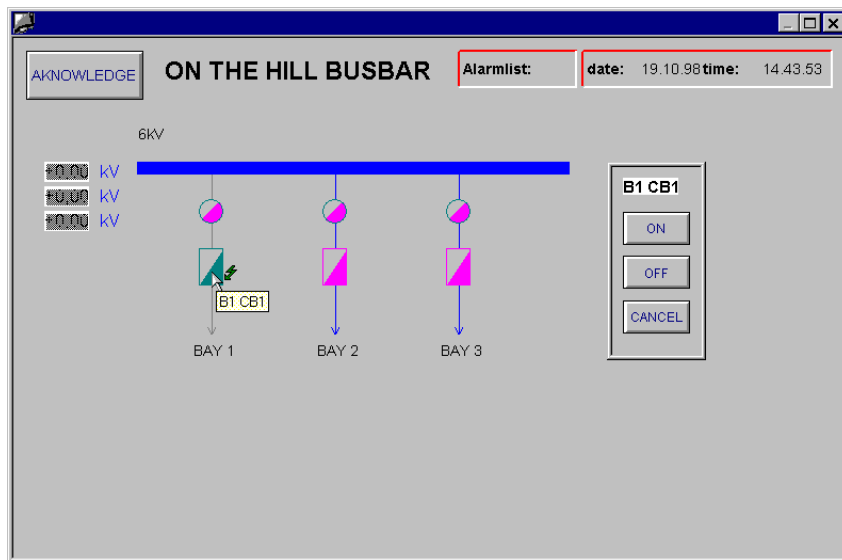 AKNOWLEDGE
ON THE HILL BUSBAR
Alarmlist:
date: 19.10.98 time: 14.43.53
6kV
+0,00 kV
+0,00 kV
+0,00 kV
B1 CB1
ON
OFF
CANCEL
B1 CB1
BAY 1
BAY 2
BAY 3